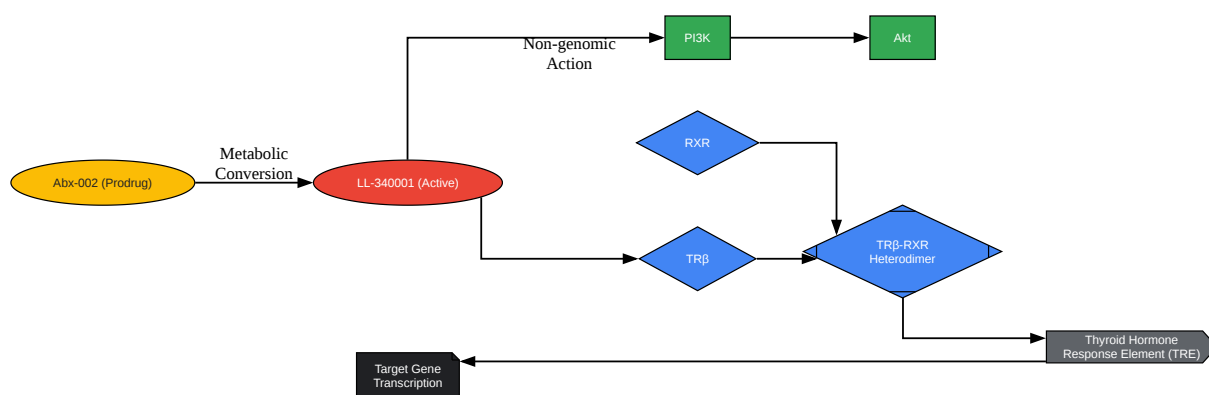 Non-genomic
Action
PI3K
Akt
RXR
Metabolic
Conversion
Abx-002 (Prodrug)
LL-340001 (Active)
TRβ
TRβ-RXR
Heterodimer
Thyroid Hormone
Response Element (TRE)
Target Gene
Transcription